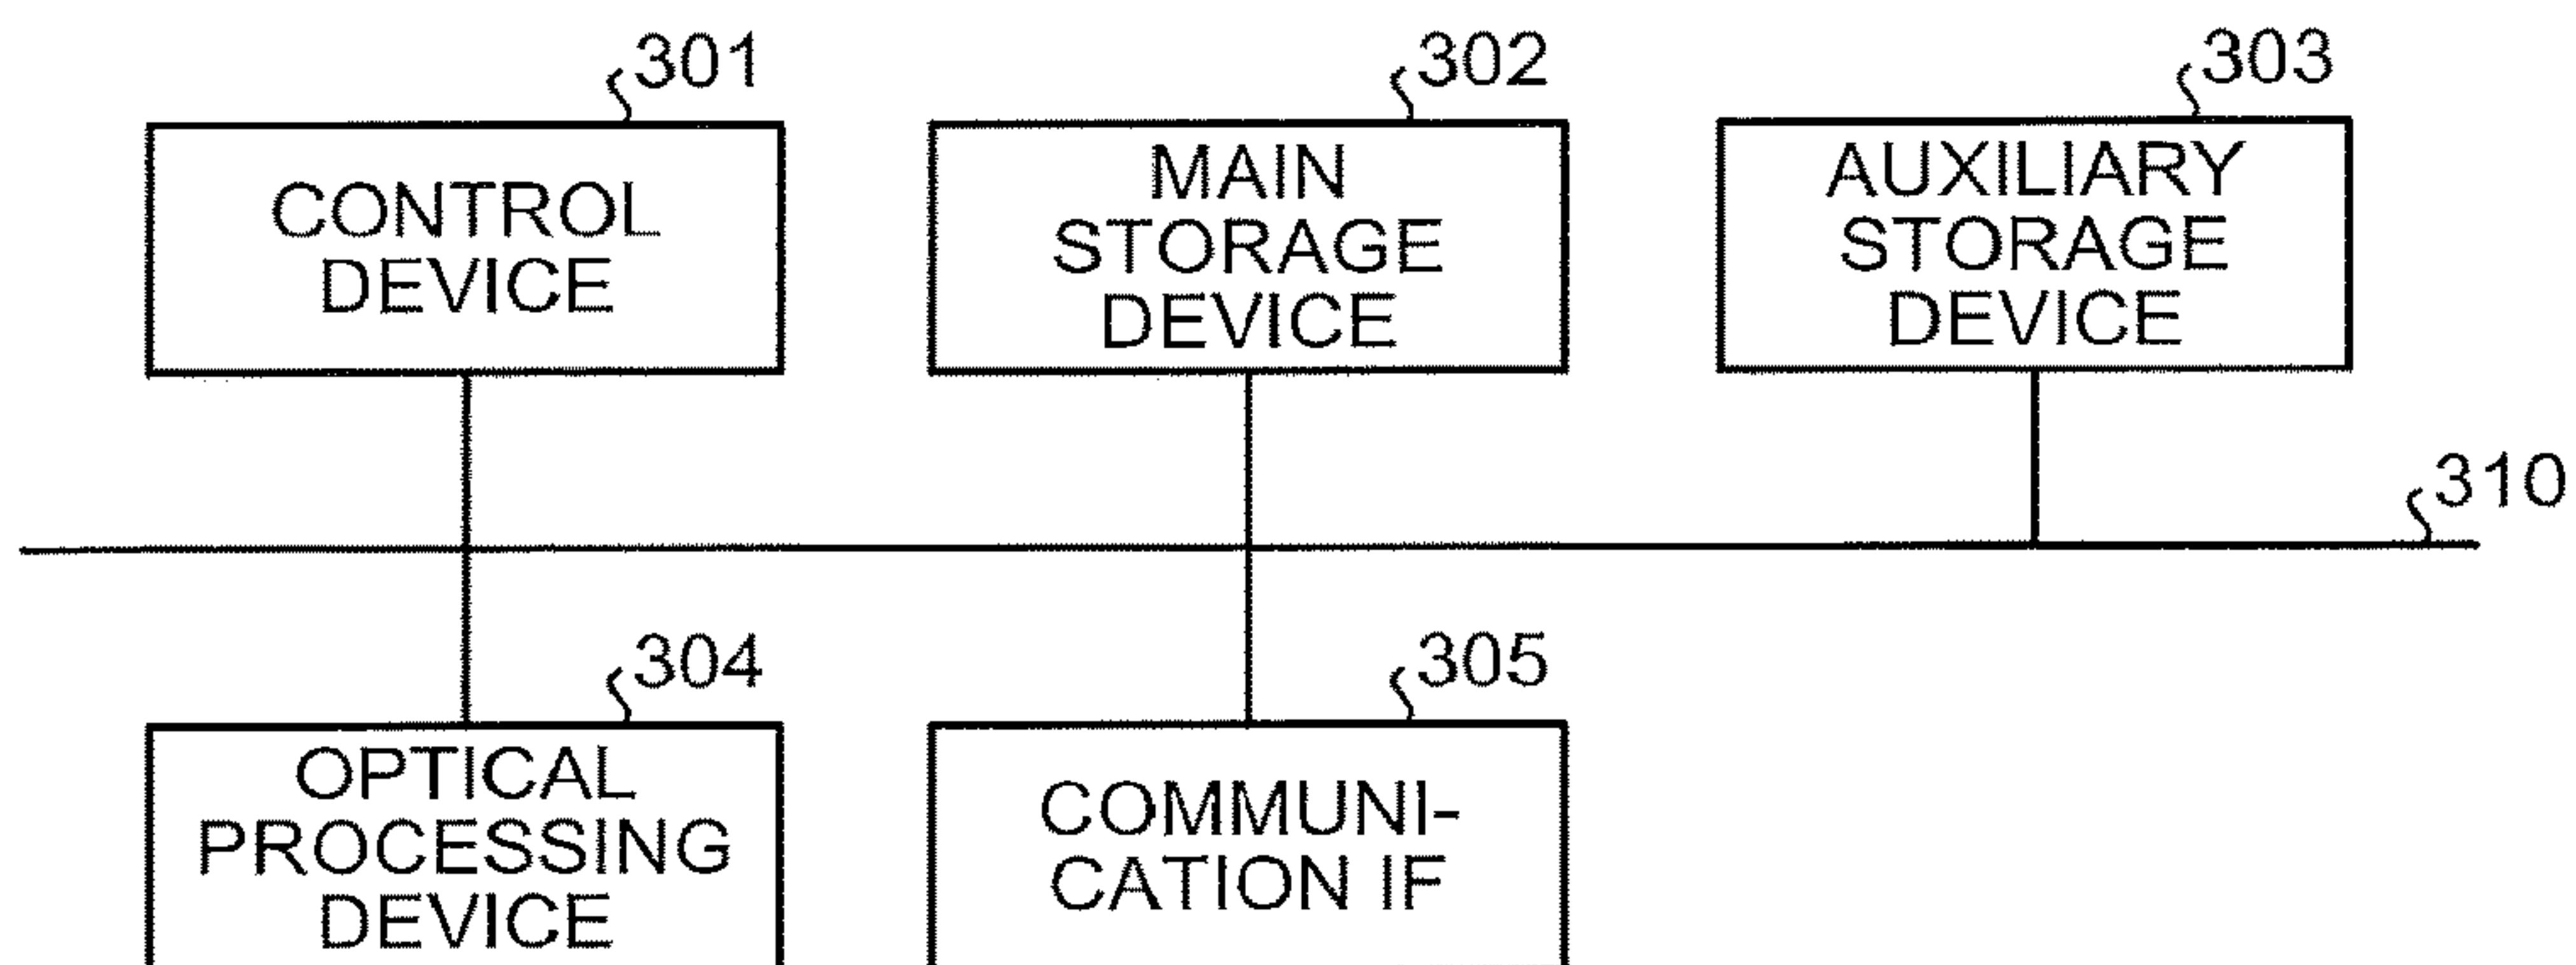 301
CONTROL
DEVICE
302
MAIN
STORAGE
DEVICE
303
AUXILIARY
STORAGE
DEVICE
310
304
OPTICAL
PROCESSING
DEVICE
305
COMMUNI-
CATION IF